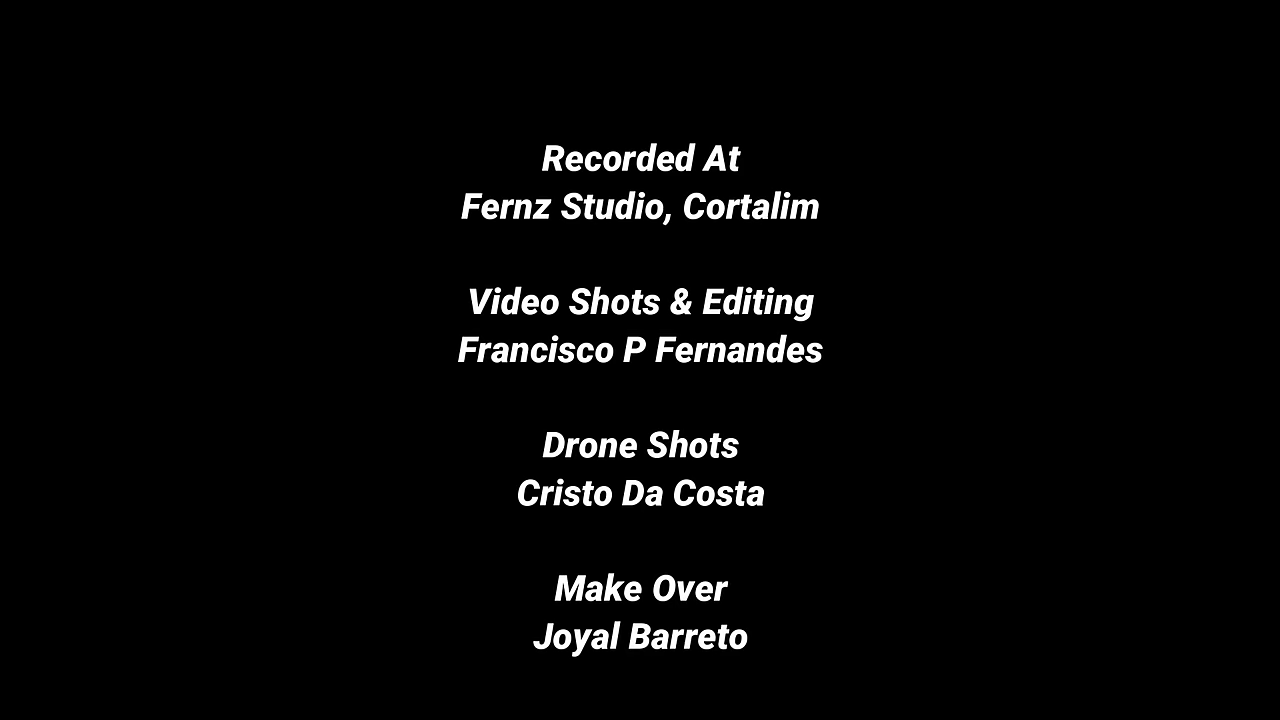 Recorded At
Fernz Studio, Cortalim
Video Shots & Editing
Francisco P Fernandes
Drone Shots
Cristo Da Costa
Make Over
Joyal Barreto